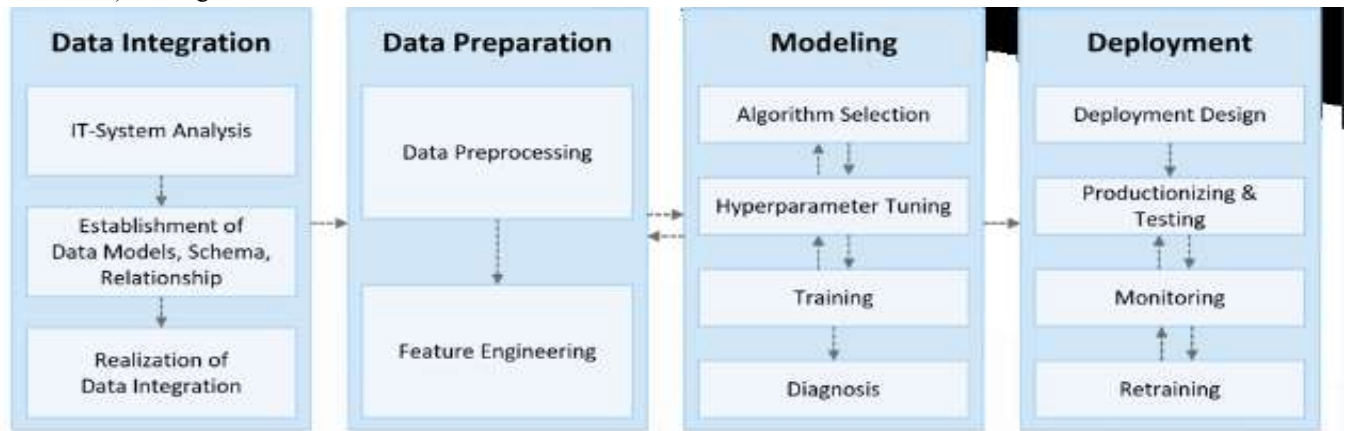 Data Integration
IT-System Analysis
Establishment of
Data Models, Schema,
Relationship
Realization of
Data Integration
Data Preparation
Data Preprocessing
Feature Engineering
Modeling
Algorithm Selection
Hyperparameter Tuning
Training
Diagnosis
Deployment
Deployment Design
Productionizing &
Testing
Monitoring
Retraining